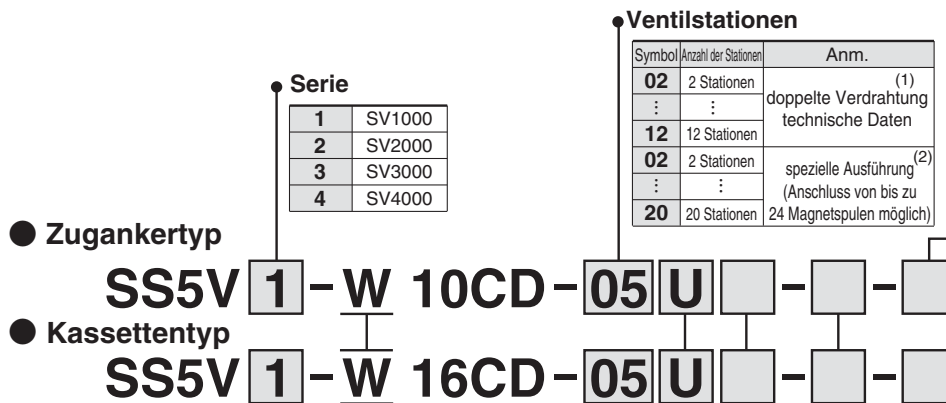 Ventilstationen
Symbol Anzahl der Stationen Anm.
02 2 Stationen doppelte Verdrahtung (1)
⋮ ⋮ technische Daten
12 12 Stationen
02 2 Stationen spezielle Ausführung (2)
⋮ ⋮ (Anschluss von bis zu
20 20 Stationen 24 Magnetspulen möglich)
Serie
1 SV1000
2 SV2000
3 SV3000
4 SV4000
● Zugankertyp
SS5V 1 - W 10CD - 05 U - -
● Kassettentyp
SS5V 1 - W 16CD - 05 U - -